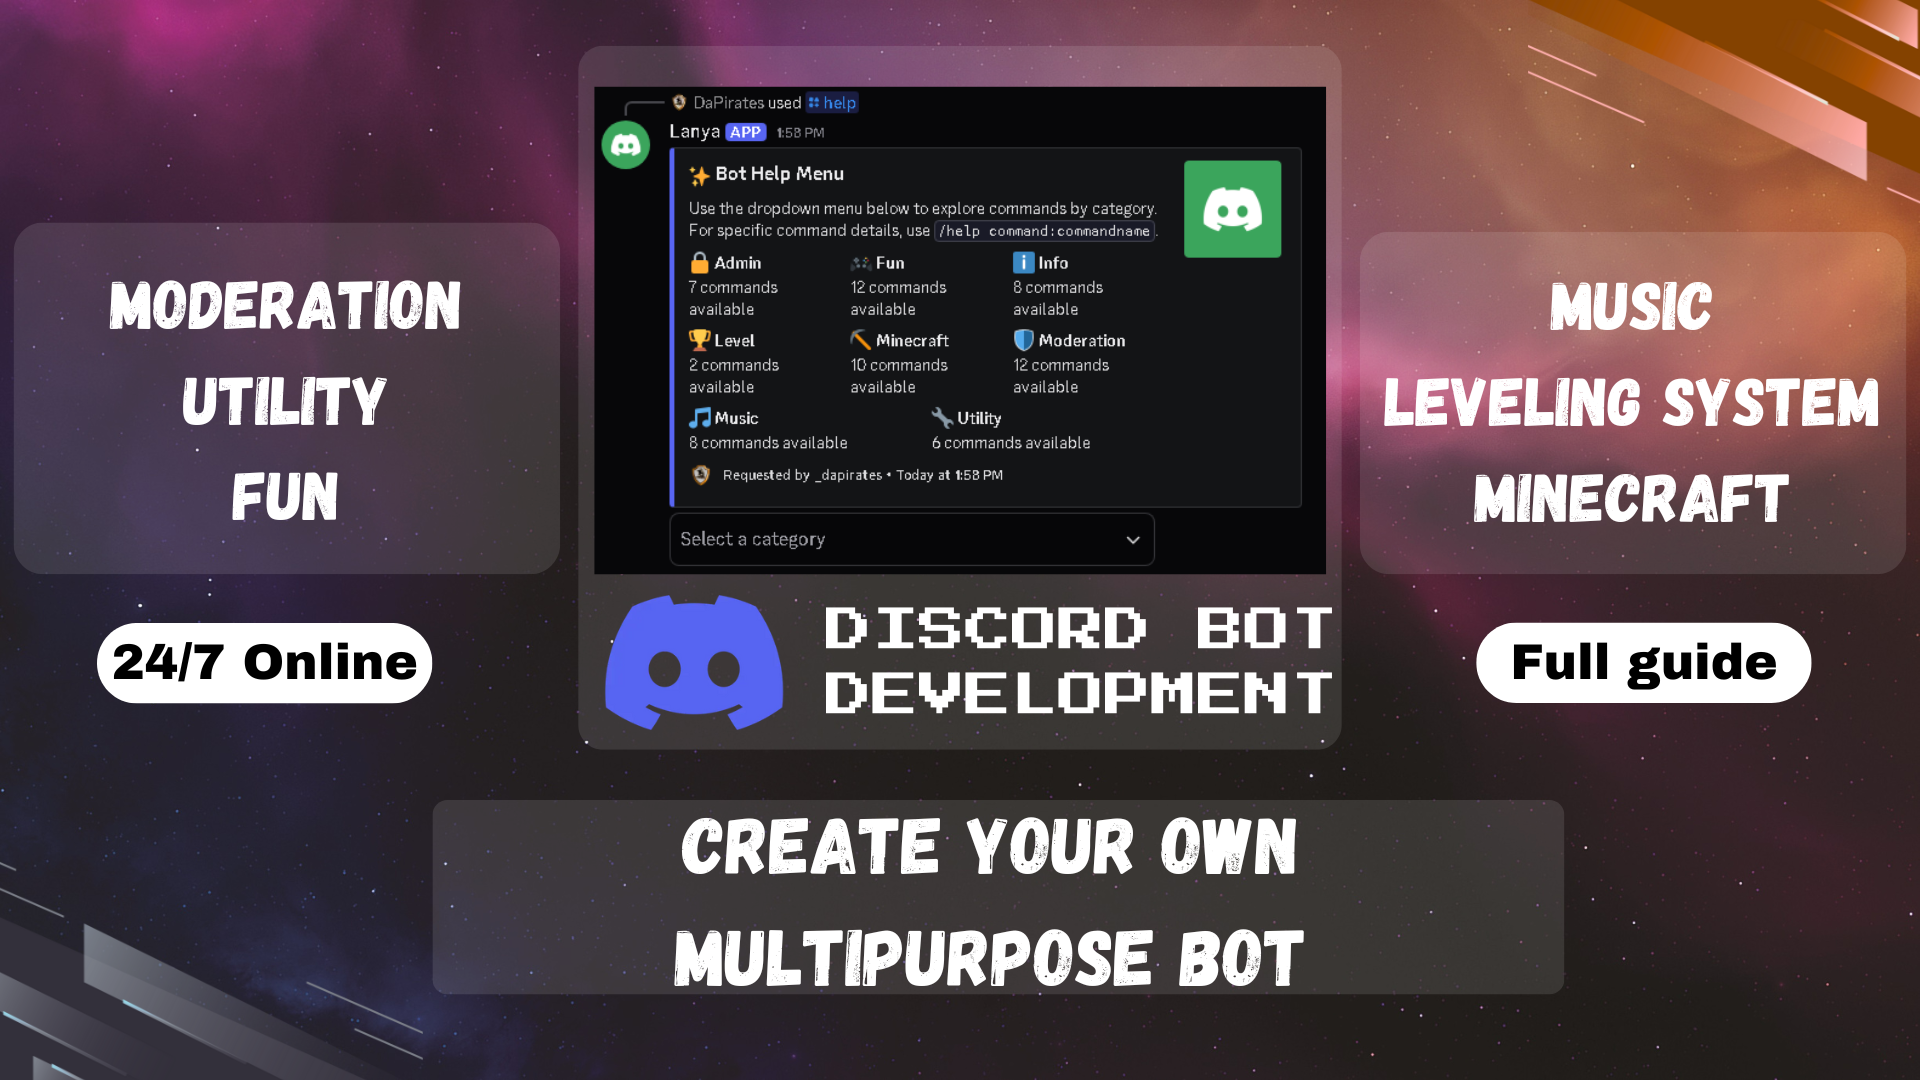 DaPirates used help
Lanya APP 1:58 PM
Bot Help Menu
Use the dropdown menu below to explore commands by category.
For specific command details, use /help command:commandname.
Admin
7 commands
available
Fun
12 commands
available
i Info
8 commands
available
Level
2 commands
available
Minecraft
10 commands
available
Moderation
12 commands
available
Music
8 commands available
Utility
6 commands available
Requested by _dapirates • Today at 1:58 PM
Select a category
MODERATION
UTILITY
FUN
MUSIC
LEVELING SYSTEM
MINECRAFT
24/7 Online
DISCORD BOT
DEVELOPMENT
Full guide
CREATE YOUR OWN
MULTIPURPOSE BOT